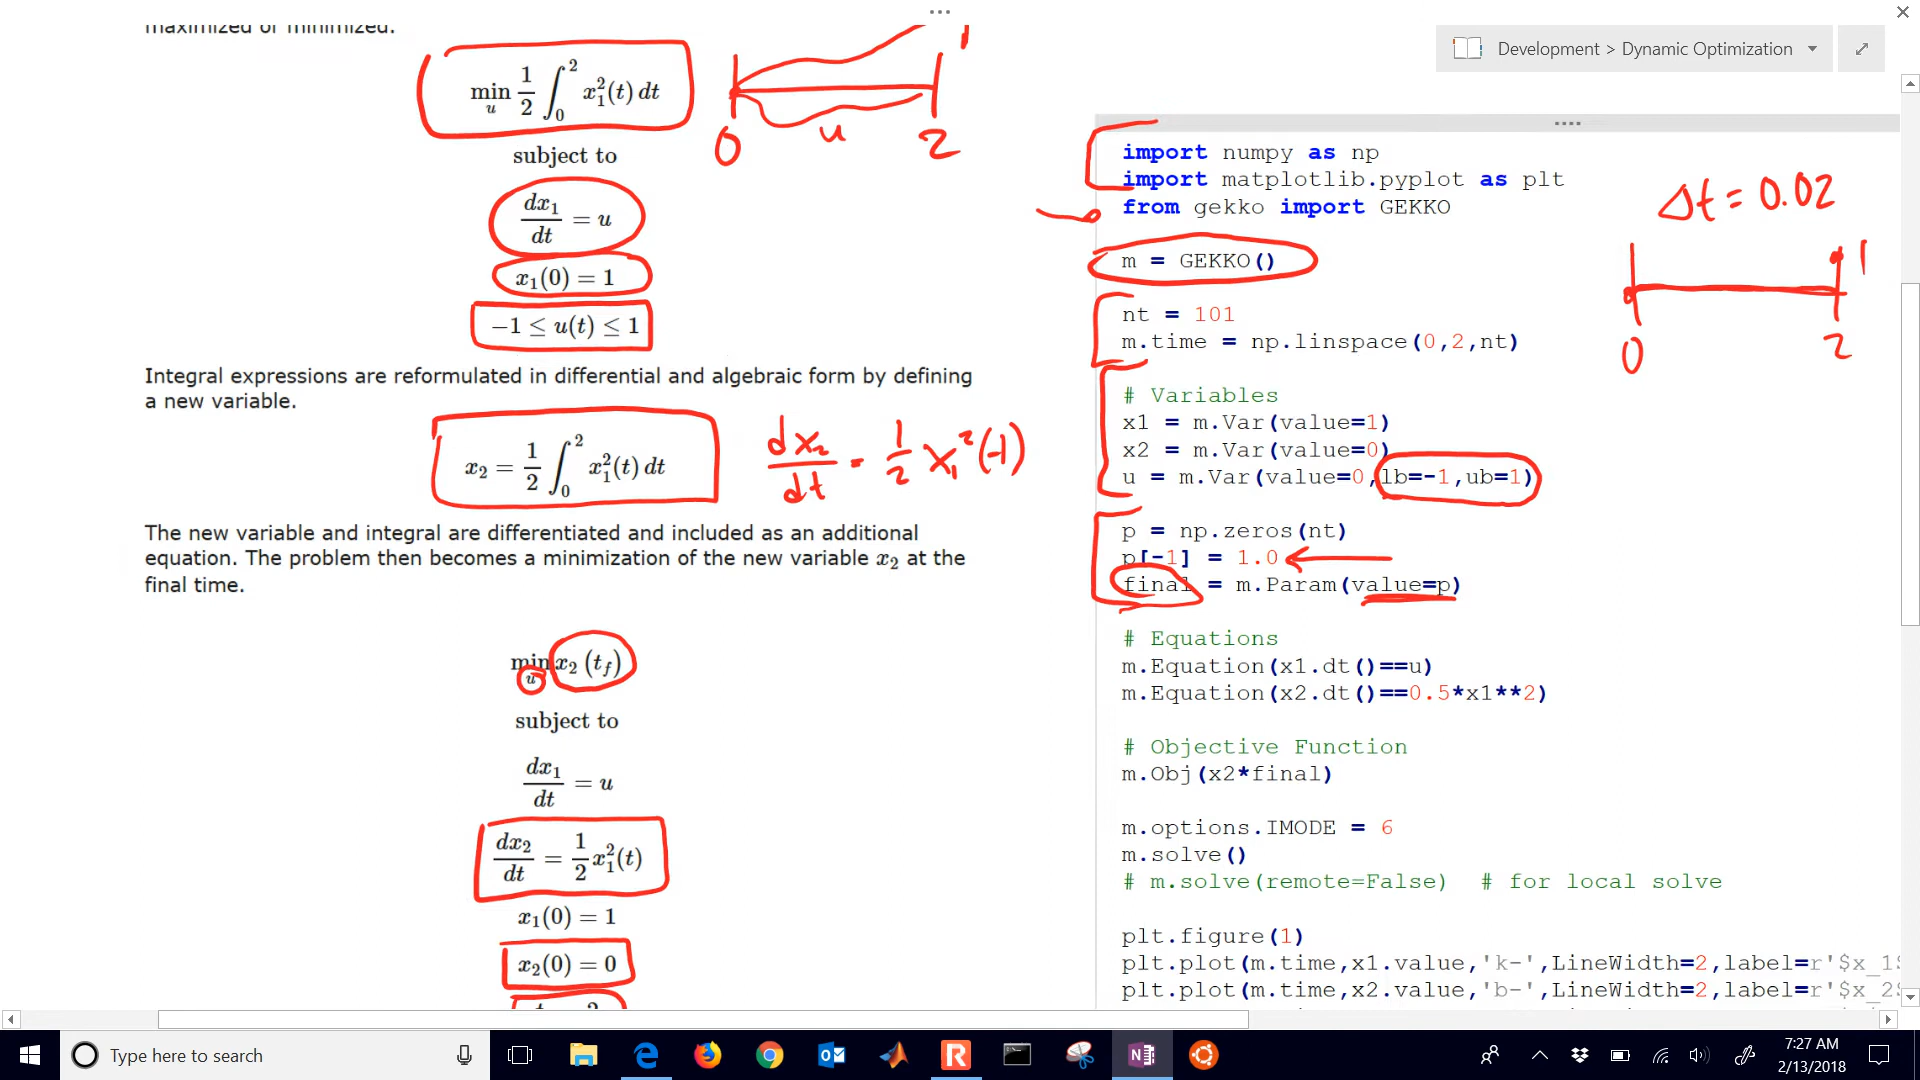 maximized or minimized.
min u 1/2 ∫₀² x₁²(t) dt
subject to
dx₁/dt = u
x₁(0) = 1
−1 ≤ u(t) ≤ 1
0 u 2 1
Integral expressions are reformulated in differential and algebraic form by defining
a new variable.
x₂ = 1/2 ∫₀² x₁²(t) dt
dx₂/dt = 1/2 x₁² (-1)
The new variable and integral are differentiated and included as an additional
equation. The problem then becomes a minimization of the new variable x₂ at the
final time.
min u x₂ (t_f)
subject to
dx₁/dt = u
dx₂/dt = 1/2 x₁²(t)
x₁(0) = 1
x₂(0) = 0
Development > Dynamic Optimization
import numpy as np
import matplotlib.pyplot as plt
from gekko import GEKKO
m = GEKKO()
nt = 101
m.time = np.linspace(0,2,nt)
# Variables
x1 = m.Var(value=1)
x2 = m.Var(value=0)
u = m.Var(value=0,lb=-1,ub=1)
p = np.zeros(nt)
p[-1] = 1.0
final = m.Param(value=p)
# Equations
m.Equation(x1.dt()==u)
m.Equation(x2.dt()==0.5*x1**2)
# Objective Function
m.Obj(x2*final)
m.options.IMODE = 6
m.solve()
# m.solve(remote=False)  # for local solve
plt.figure(1)
plt.plot(m.time,x1.value,'k-',LineWidth=2,label=r'$x_1$
plt.plot(m.time,x2.value,'b-',LineWidth=2,label=r'$x_2$
Δt = 0.02
1
0 2
Type here to search
7:27 AM
2/13/2018